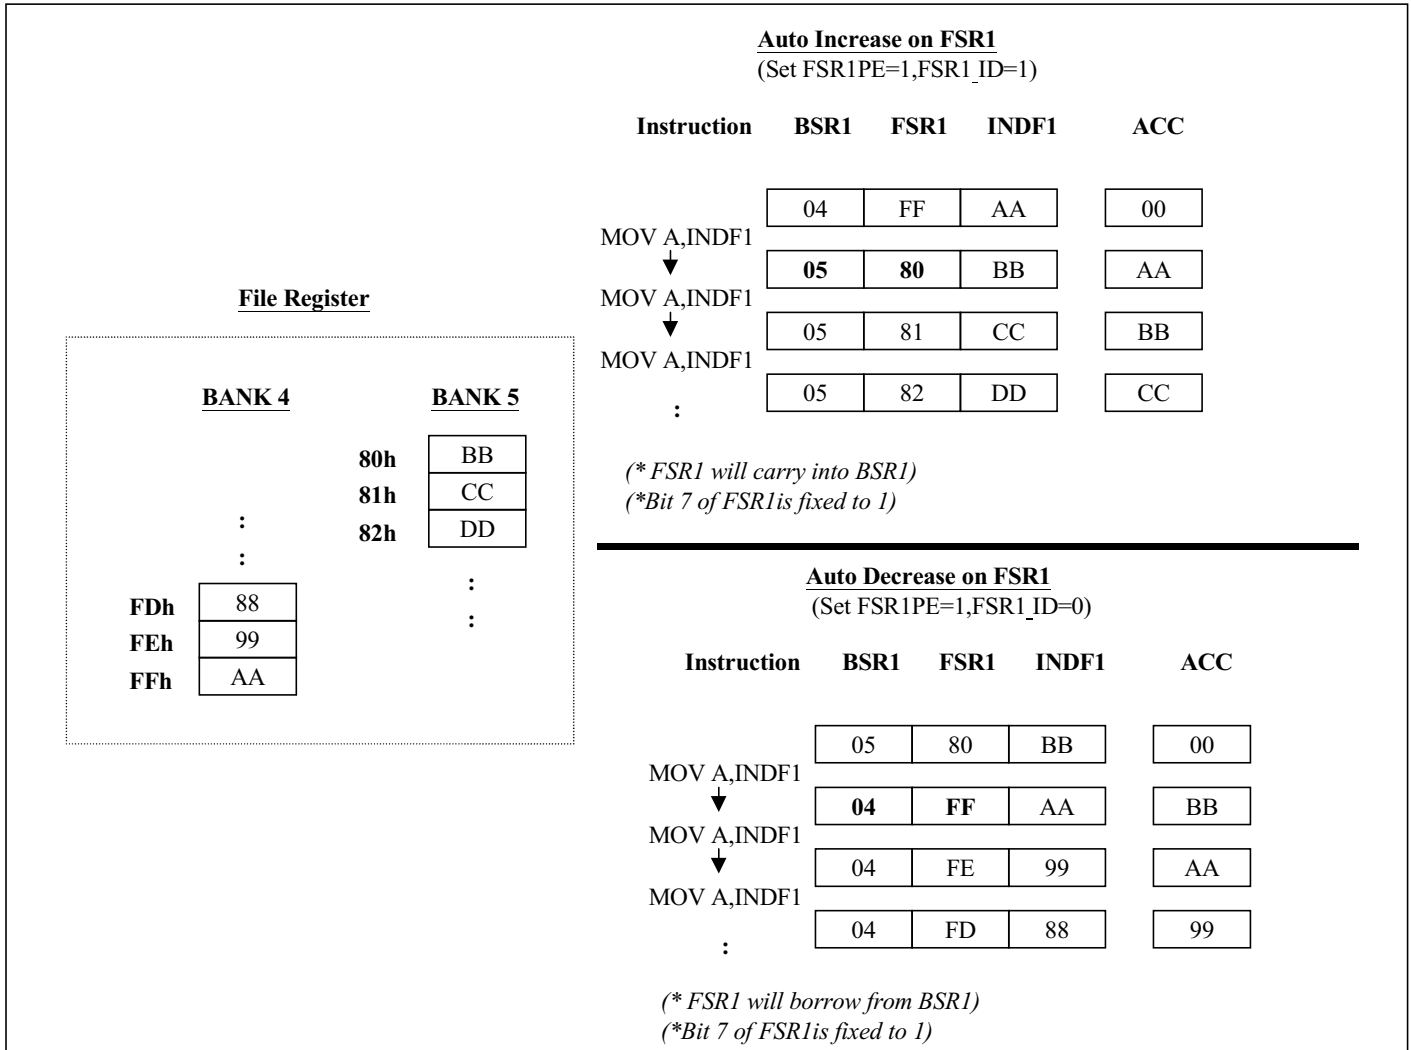 File Register
BANK 4
BANK 5
80h BB
81h CC
82h DD
:
:
:
:
FDh 88
FEh 99
FFh AA
Auto Increase on FSR1
(Set FSR1PE=1,FSR1_ID=1)
Instruction BSR1 FSR1 INDF1 ACC
04 FF AA 00
MOV A,INDF1
05 80 BB AA
MOV A,INDF1
05 81 CC BB
MOV A,INDF1
05 82 DD CC
:
(* FSR1 will carry into BSR1)
(*Bit 7 of FSR1is fixed to 1)
Auto Decrease on FSR1
(Set FSR1PE=1,FSR1_ID=0)
Instruction BSR1 FSR1 INDF1 ACC
05 80 BB 00
MOV A,INDF1
04 FF AA BB
MOV A,INDF1
04 FE 99 AA
MOV A,INDF1
04 FD 88 99
:
(* FSR1 will borrow from BSR1)
(*Bit 7 of FSR1is fixed to 1)